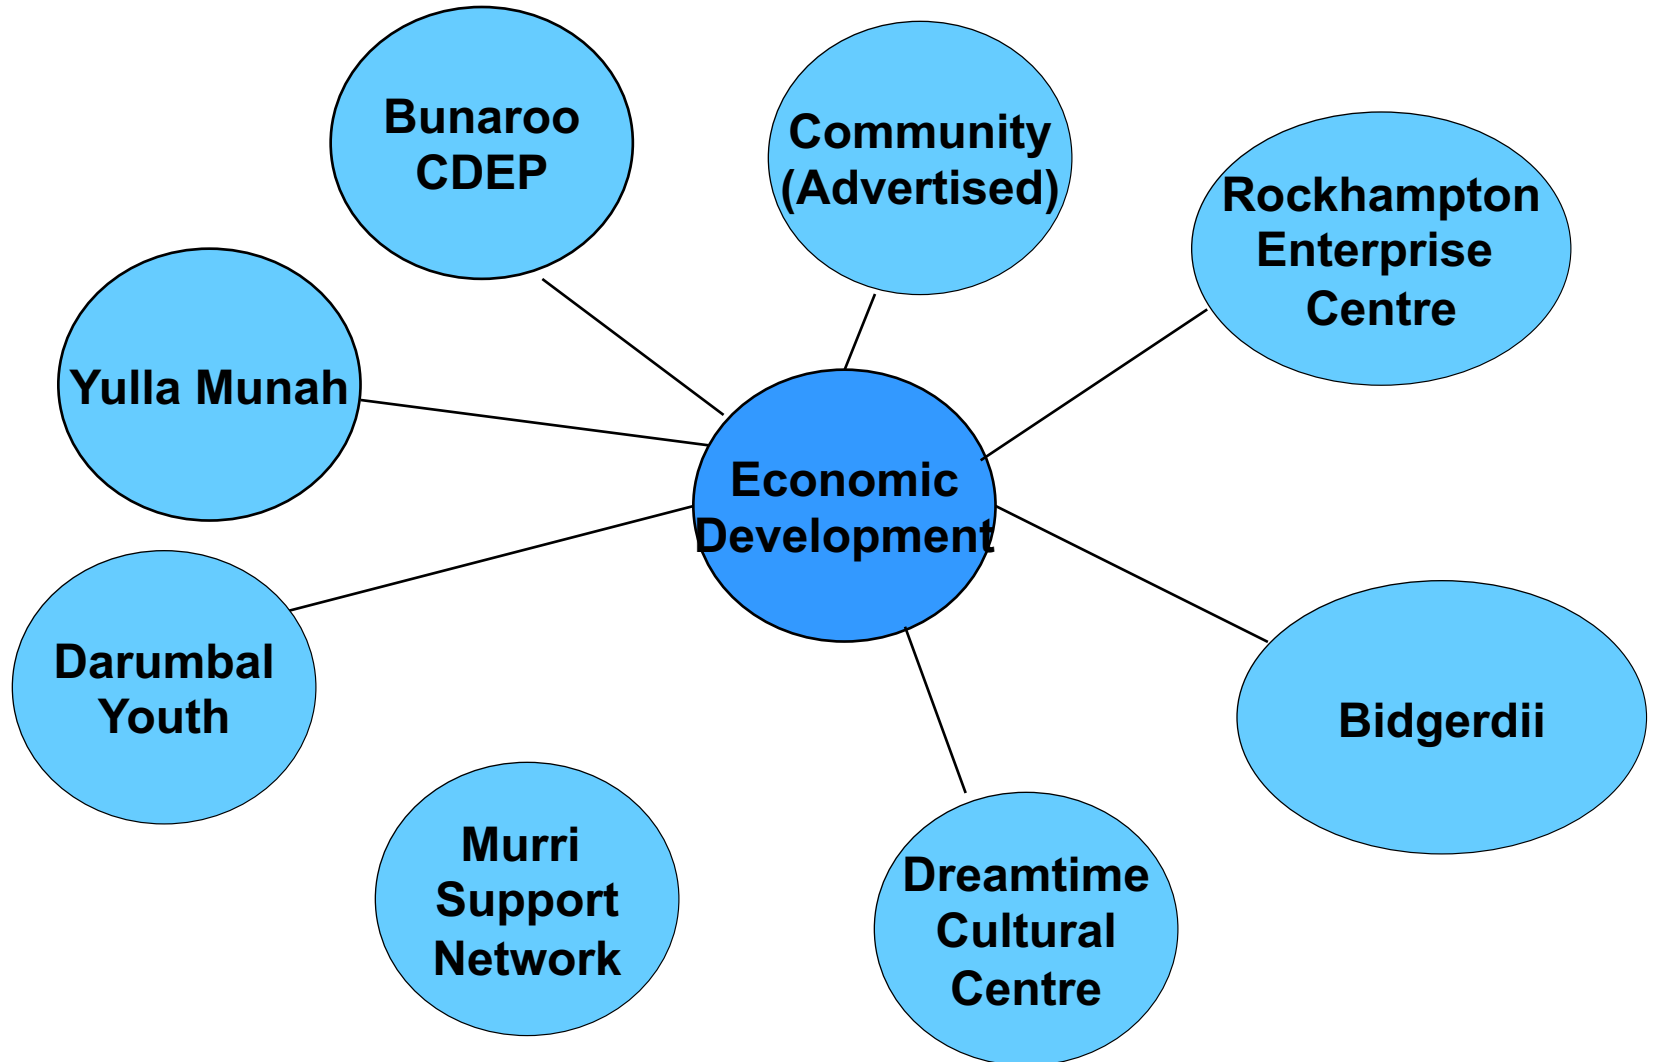 Bunaroo
CDEP
Community
(Advertised)
Rockhampton
Enterprise
Centre
Yulla Munah
Economic
Development
Darumbal
Youth
Bidgerdii
Murri
Support
Network
Dreamtime
Cultural
Centre